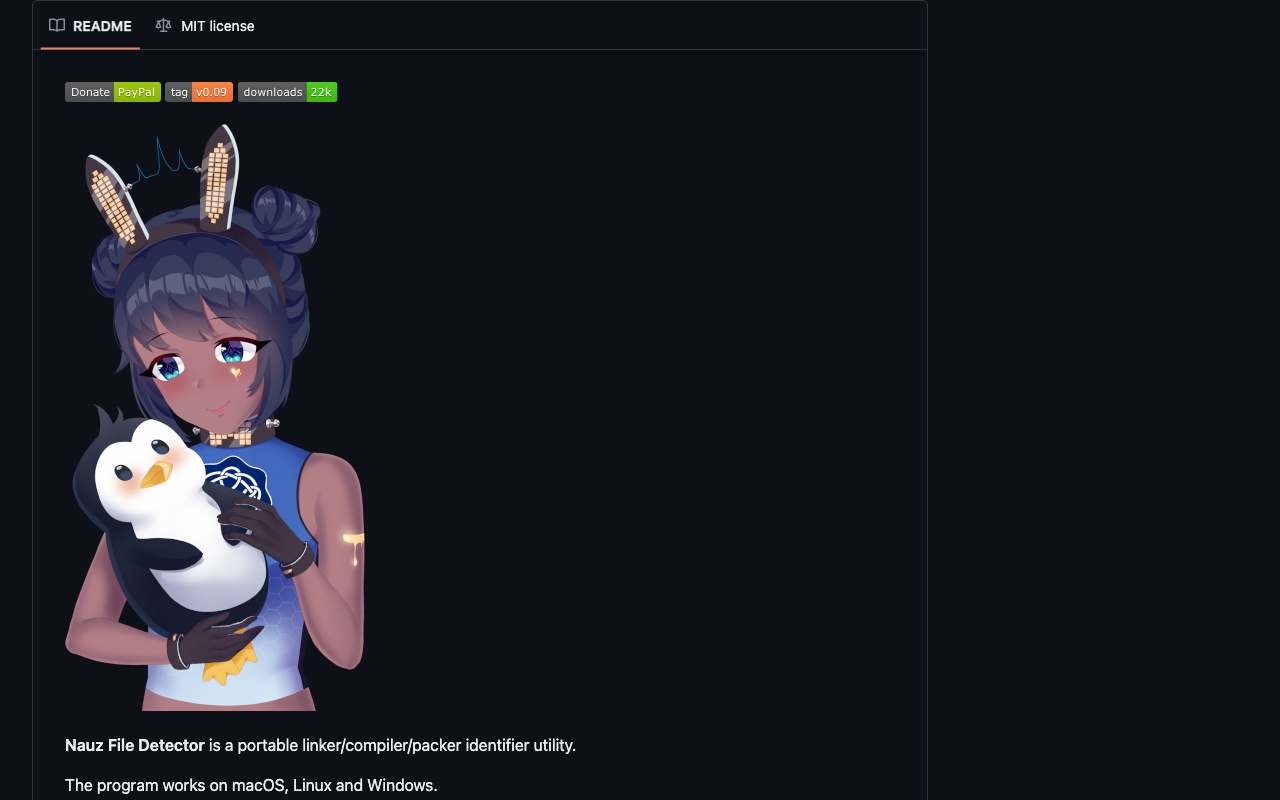 README
MIT license
Donate PayPal tag v0.09 downloads 22k
Nauz File Detector is a portable linker/compiler/packer identifier utility.
The program works on macOS, Linux and Windows.